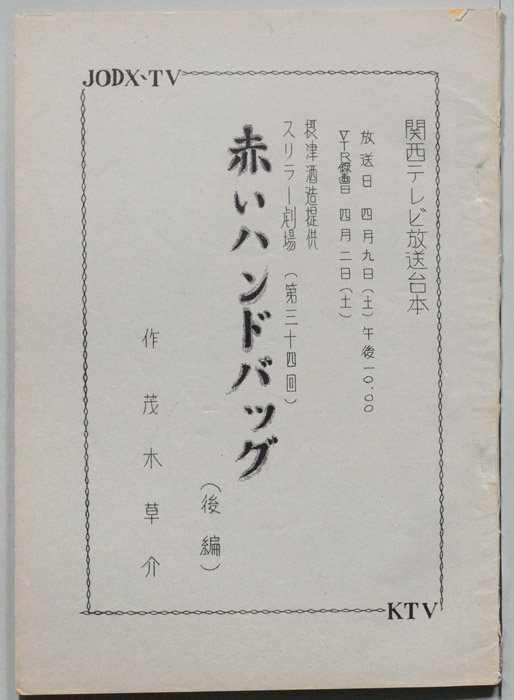 JODX-TV
関西テレビ放送台本
放送日 四月九日(土)午後一〇.〇〇
VTR録画日 四月二日(土)
摂津酒造提供
スリラー劇場(第三十四回)
赤いハンドバッグ
(後編)
作 茂木草介
KTV